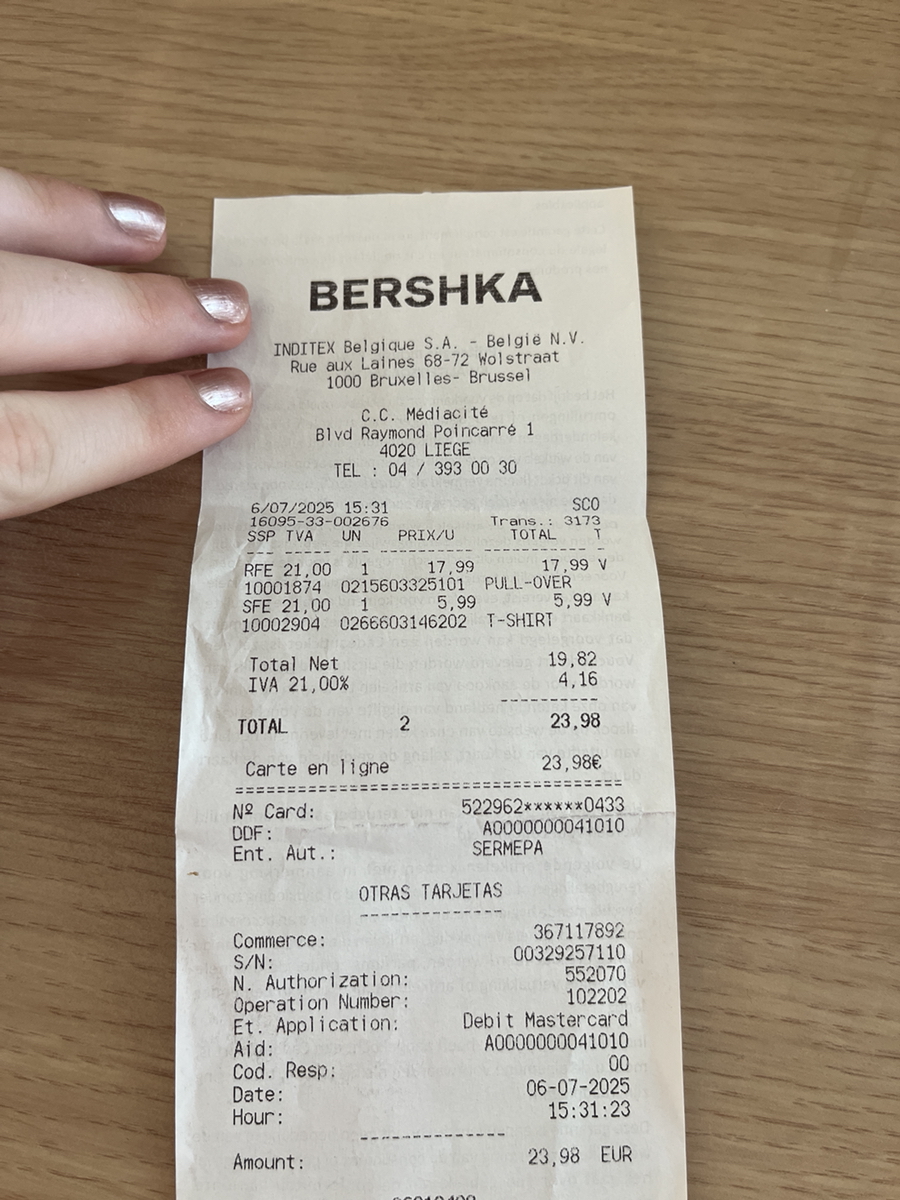 BERSHKA
INDITEX Belgique S.A. - België N.V.
Rue aux Laines 68-72 Wolstraat
1000 Bruxelles- Brussel
C.C. Médiacité
Blvd Raymond Poincarré 1
4020 LIEGE
TEL : 04 / 393 00 30
6/07/2025 15:31 SCO
16095-33-002676 Trans.: 3173
SSP TVA UN PRIX/U TOTAL T
--- ----- --- -------- ------------ -
RFE 21,00 1 17,99 17,99 V
10001874 0215603325101 PULL-OVER
SFE 21,00 1 5,99 5,99 V
10002904 0266603146202 T-SHIRT
Total Net 19,82
IVA 21,00% 4,16
----------
TOTAL 2 23,98
Carte en ligne 23,98€
========================================
Nº Card: 522962******0433
DDF: A0000000041010
Ent. Aut.: SERMEPA
OTRAS TARJETAS
---------------
Commerce: 367117892
S/N: 00329257110
N. Authorization: 552070
Operation Number: 102202
Et. Application: Debit Mastercard
Aid: A0000000041010
Cod. Resp: 00
Date: 06-07-2025
Hour: 15:31:23
---------------
Amount: 23,98 EUR